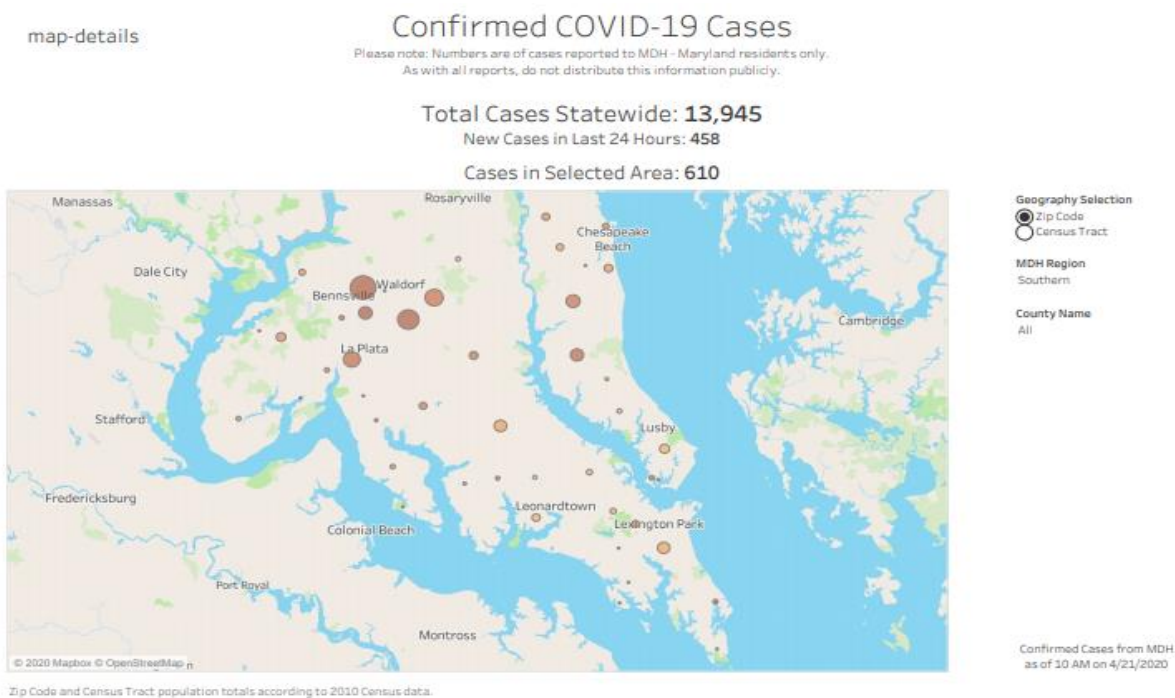 map-details
Confirmed COVID-19 Cases
Please note: Numbers are of cases reported to MDH - Maryland residents only.
As with all reports, do not distribute this information publicly.
Total Cases Statewide: 13,945
New Cases in Last 24 Hours: 458
Cases in Selected Area: 610
Manassas
Rosaryville
Chesapeake
Beach
Dale City
Waldorf
Bennsville
Cambridge
La Plata
Stafford
Lusby
Fredericksburg
Leonardtown
Colonial Beach
Lexington Park
Port Royal
Montross
© 2020 Mapbox © OpenStreetMap
Geography Selection
Zip Code
Census Tract
MDH Region
Southern
County Name
All
Confirmed Cases from MDH
as of 10 AM on 4/21/2020
Zip Code and Census Tract population totals according to 2010 Census data.